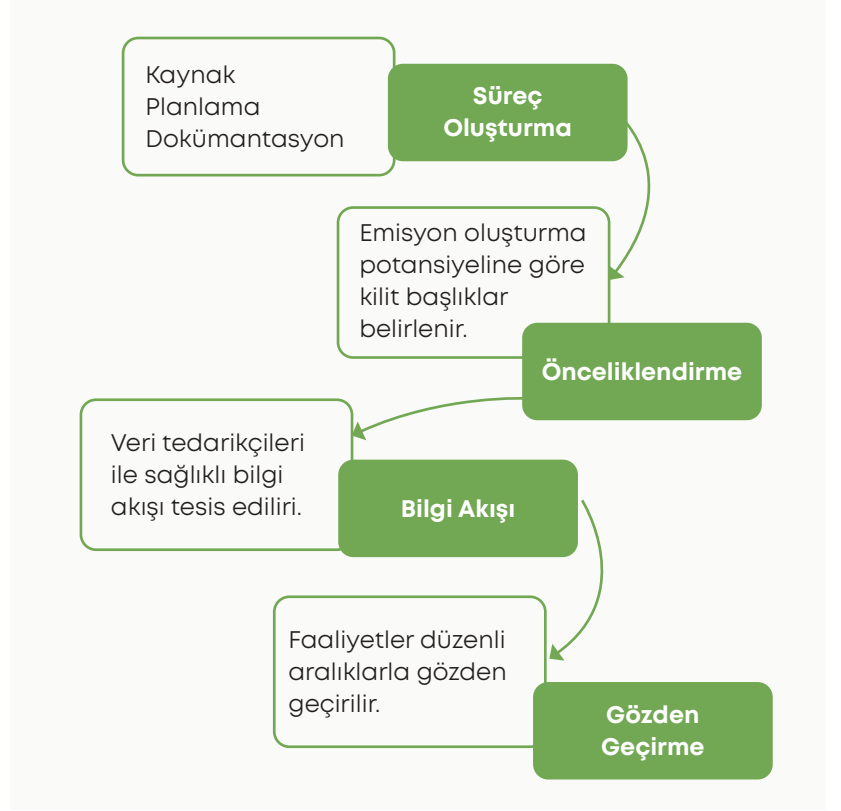 Kaynak
Planlama
Dokümantasyon
Süreç
Oluşturma
Emisyon oluşturma
potansiyeline göre
kilit başlıklar
belirlenir.
Önceliklendirme
Veri tedarikçileri
ile sağlıklı bilgi
akışı tesis ediliri.
Bilgi Akışı
Faaliyetler düzenli
aralıklarla gözden
geçirilir.
Gözden
Geçirme